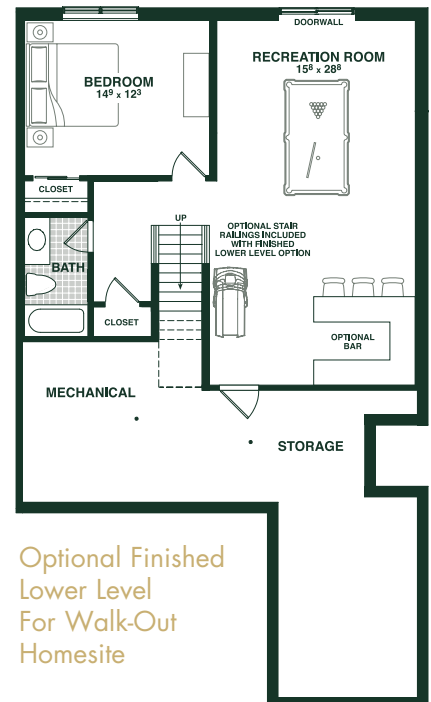 DOORWALL
BEDROOM
14⁹ x 12³
RECREATION ROOM
15⁸ x 28⁸
CLOSET
UP
OPTIONAL STAIR
RAILINGS INCLUDED
WITH FINISHED
LOWER LEVEL OPTION
BATH
CLOSET
OPTIONAL
BAR
MECHANICAL
STORAGE
Optional Finished
Lower Level
For Walk-Out
Homesite